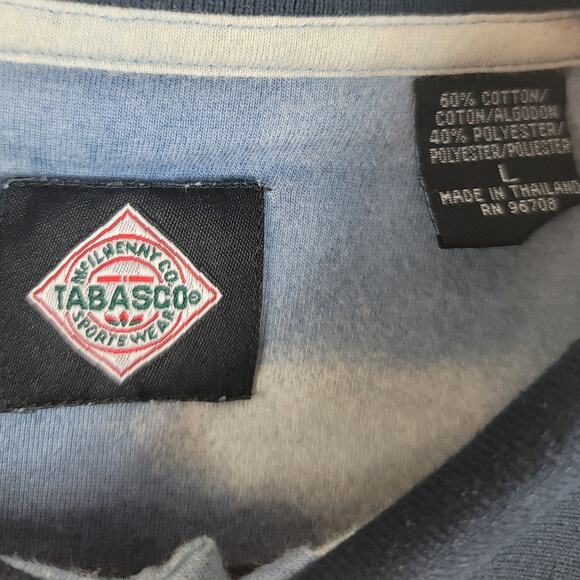 McILHENNY CO.
TABASCO®
SPORTSWEAR
60% COTTON/
COTON/ALGODON
40% POLYESTER/
POLYESTER/POLIESTER
L
MADE IN THAILAND
RN 96708